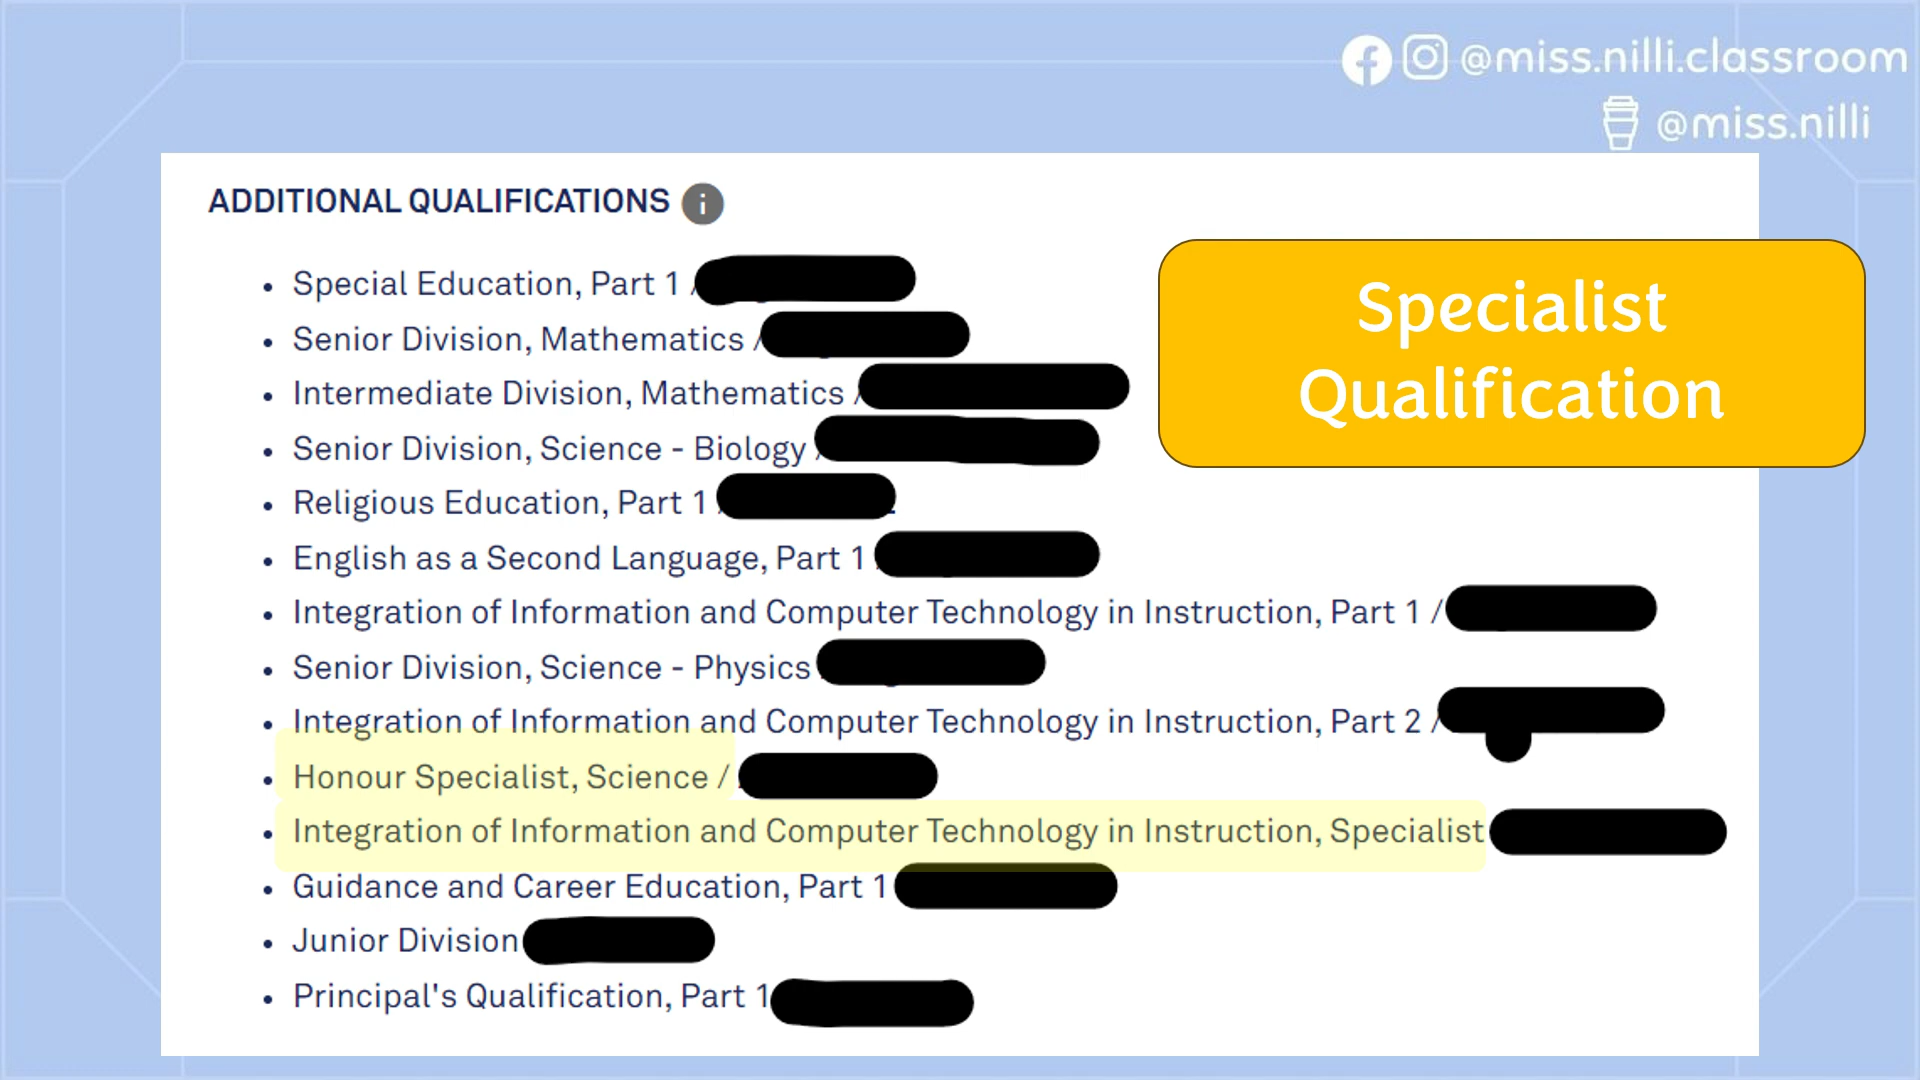 @miss.nilli.classroom
@miss.nilli
ADDITIONAL QUALIFICATIONS i
Specialist
Qualification
• Special Education, Part 1 /
• Senior Division, Mathematics /
• Intermediate Division, Mathematics /
• Senior Division, Science - Biology /
• Religious Education, Part 1 /
• English as a Second Language, Part 1 /
• Integration of Information and Computer Technology in Instruction, Part 1 /
• Senior Division, Science - Physics
• Integration of Information and Computer Technology in Instruction, Part 2 /
• Honour Specialist, Science /
• Integration of Information and Computer Technology in Instruction, Specialist
• Guidance and Career Education, Part 1
• Junior Division
• Principal's Qualification, Part 1